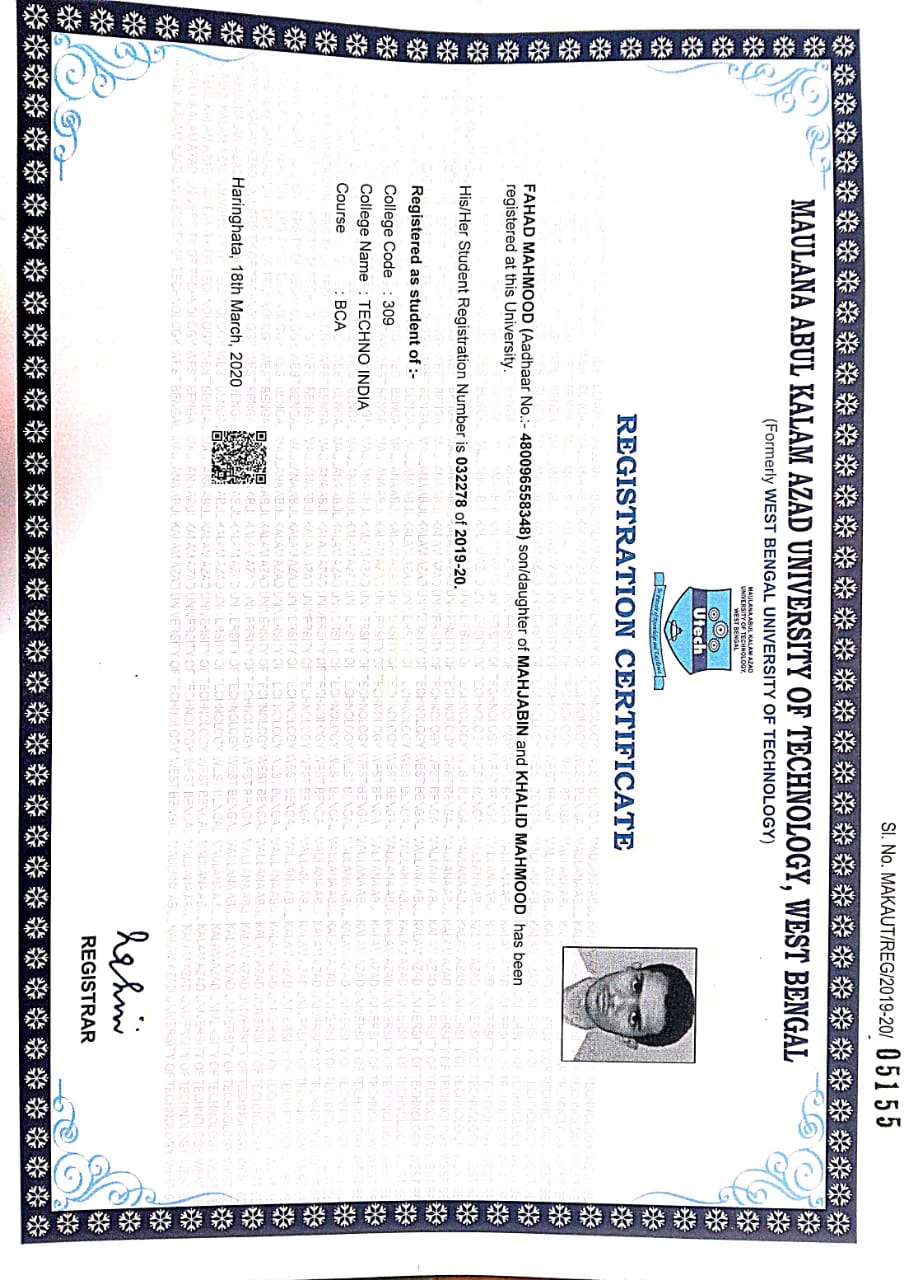 Sl. No. MAKAUT/REG/2019-20/ 05155
MAULANA ABUL KALAM AZAD UNIVERSITY OF TECHNOLOGY, WEST BENGAL
(Formerly WEST BENGAL UNIVERSITY OF TECHNOLOGY)
MAULANA ABUL KALAM AZAD
UNIVERSITY OF TECHNOLOGY,
WEST BENGAL
Utech
REGISTRATION CERTIFICATE
FAHAD MAHMOOD (Aadhaar No.:- 480096558348) son/daughter of MAHJABIN and KHALID MAHMOOD has been
registered at this University.
His/Her Student Registration Number is 032278 of 2019-20.
Registered as student of :-
College Code : 309
College Name : TECHNO INDIA
Course : BCA
Haringhata, 18th March, 2020
REGISTRAR